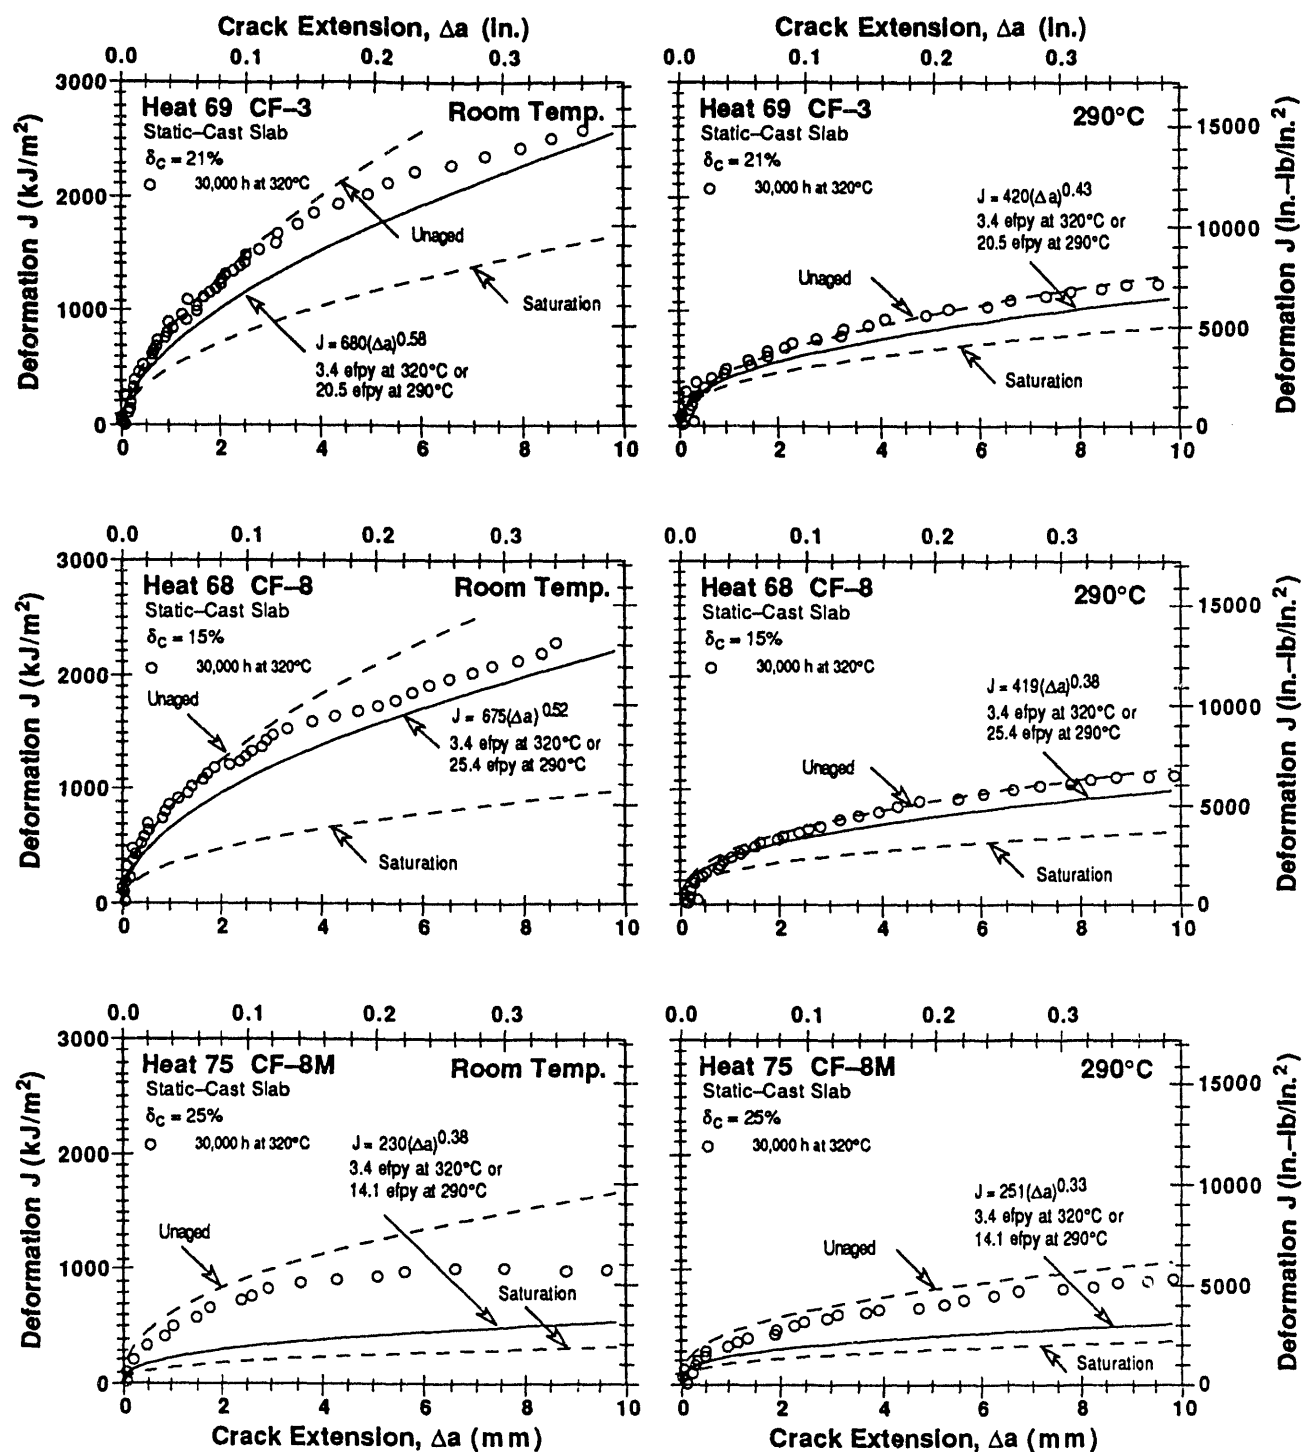 Crack Extension, Δa (in.)
0.0 0.1 0.2 0.3
3000
2000
1000
0
Deformation J (kJ/m²)
Heat 69 CF–3 Room Temp.
Static–Cast Slab
δC = 21%
30,000 h at 320°C
Unaged
Saturation
J = 680(Δa)^0.58
3.4 efpy at 320°C or
20.5 efpy at 290°C
0 2 4 6 8 10
Crack Extension, Δa (in.)
0.0 0.1 0.2 0.3
Heat 69 CF–3 290°C
Static–Cast Slab
δC = 21%
30,000 h at 320°C
J = 420(Δa)^0.43
3.4 efpy at 320°C or
20.5 efpy at 290°C
Unaged
Saturation
15000
10000
5000
0
Deformation J (in.–lb/in.²)
0 2 4 6 8 10
0.0 0.1 0.2 0.3
3000
2000
1000
0
Deformation J (kJ/m²)
Heat 68 CF–8 Room Temp.
Static–Cast Slab
δC = 15%
30,000 h at 320°C
Unaged
J = 675(Δa)^0.52
3.4 efpy at 320°C or
25.4 efpy at 290°C
Saturation
0 2 4 6 8 10
0.0 0.1 0.2 0.3
Heat 68 CF–8 290°C
Static–Cast Slab
δC = 15%
30,000 h at 320°C
J = 419(Δa)^0.38
3.4 efpy at 320°C or
25.4 efpy at 290°C
Unaged
Saturation
15000
10000
5000
0
Deformation J (in.–lb/in.²)
0 2 4 6 8 10
0.0 0.1 0.2 0.3
3000
2000
1000
0
Deformation J (kJ/m²)
Heat 75 CF–8M Room Temp.
Static–Cast Slab
δC = 25%
30,000 h at 320°C
J = 230(Δa)^0.38
3.4 efpy at 320°C or
14.1 efpy at 290°C
Unaged
Saturation
0 2 4 6 8 10
Crack Extension, Δa (mm)
0.0 0.1 0.2 0.3
Heat 75 CF–8M 290°C
Static–Cast Slab
δC = 25%
30,000 h at 320°C
J = 251(Δa)^0.33
3.4 efpy at 320°C or
14.1 efpy at 290°C
Unaged
Saturation
15000
10000
5000
0
Deformation J (in.–lb/in.²)
0 2 4 6 8 10
Crack Extension, Δa (mm)